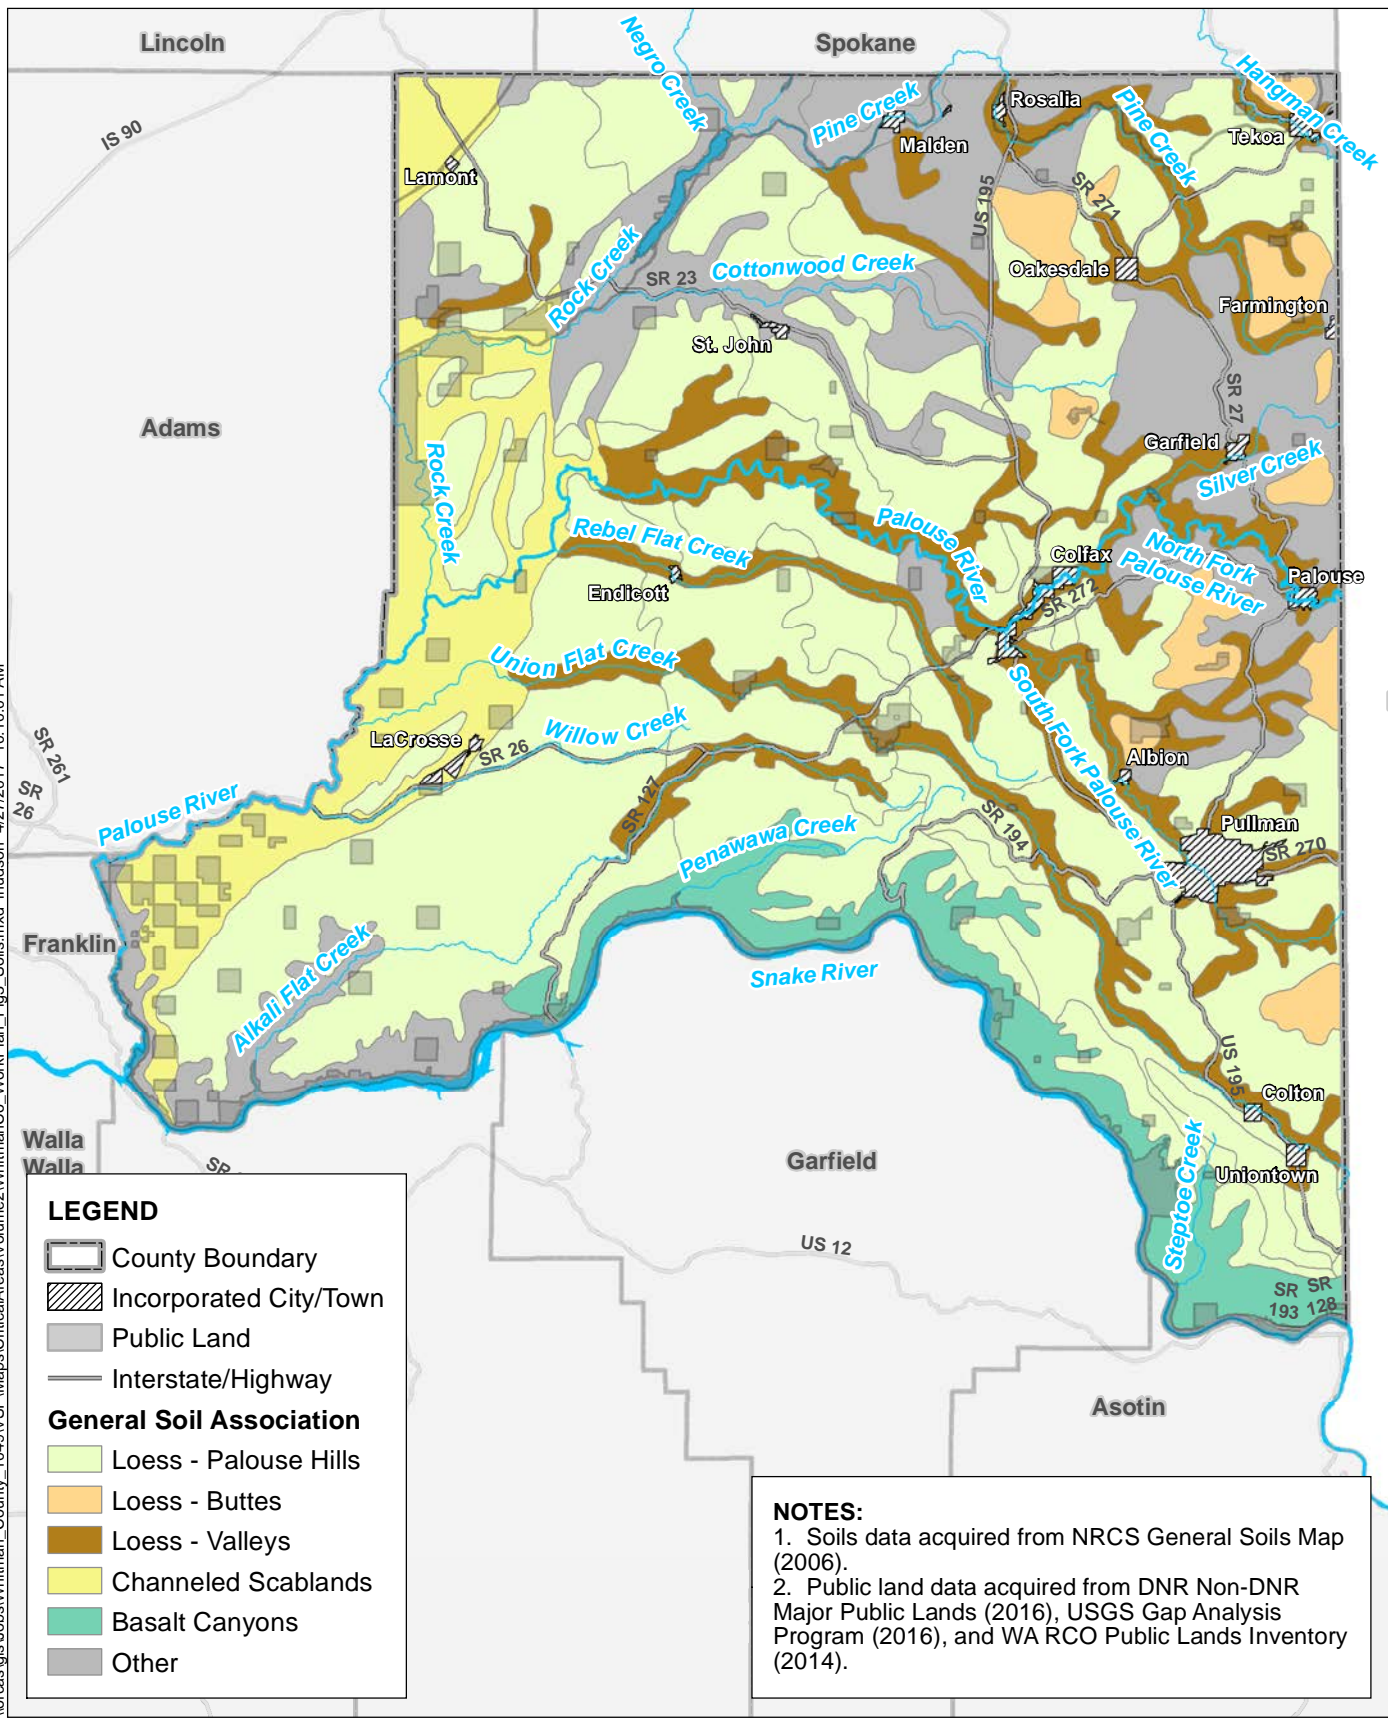 Lincoln
Spokane
Negro Creek
Hangman Creek
IS 90
Pine Creek
Rosalia
Pine Creek
Malden
Tekoa
Lamont
US 195
SR 271
Rock Creek
Cottonwood Creek
Oakesdale
SR 23
Farmington
St. John
SR 27
Adams
Garfield
Rock Creek
Silver Creek
Palouse River
Rebel Flat Creek
North Fork
Palouse River
Colfax
Palouse
Endicott
SR 272
Union Flat Creek
South Fork Palouse River
Willow Creek
LaCrosse
SR 26
Albion
SR 261
SR
26
SR 127
Palouse River
Penawawa Creek
SR 194
Pullman
SR 270
Franklin
Alkali Flat Creek
Snake River
US 195
Colton
Walla
Walla
SR
Garfield
Steptoe Creek
Uniontown
US 12
SR
193
SR
128
Asotin
LEGEND
County Boundary
Incorporated City/Town
Public Land
Interstate/Highway
General Soil Association
Loess - Palouse Hills
Loess - Buttes
Loess - Valleys
Channeled Scablands
Basalt Canyons
Other
NOTES:
1. Soils data acquired from NRCS General Soils Map
(2006).
2. Public land data acquired from DNR Non-DNR
Major Public Lands (2016), USGS Gap Analysis
Program (2016), and WA RCO Public Lands Inventory
(2014).